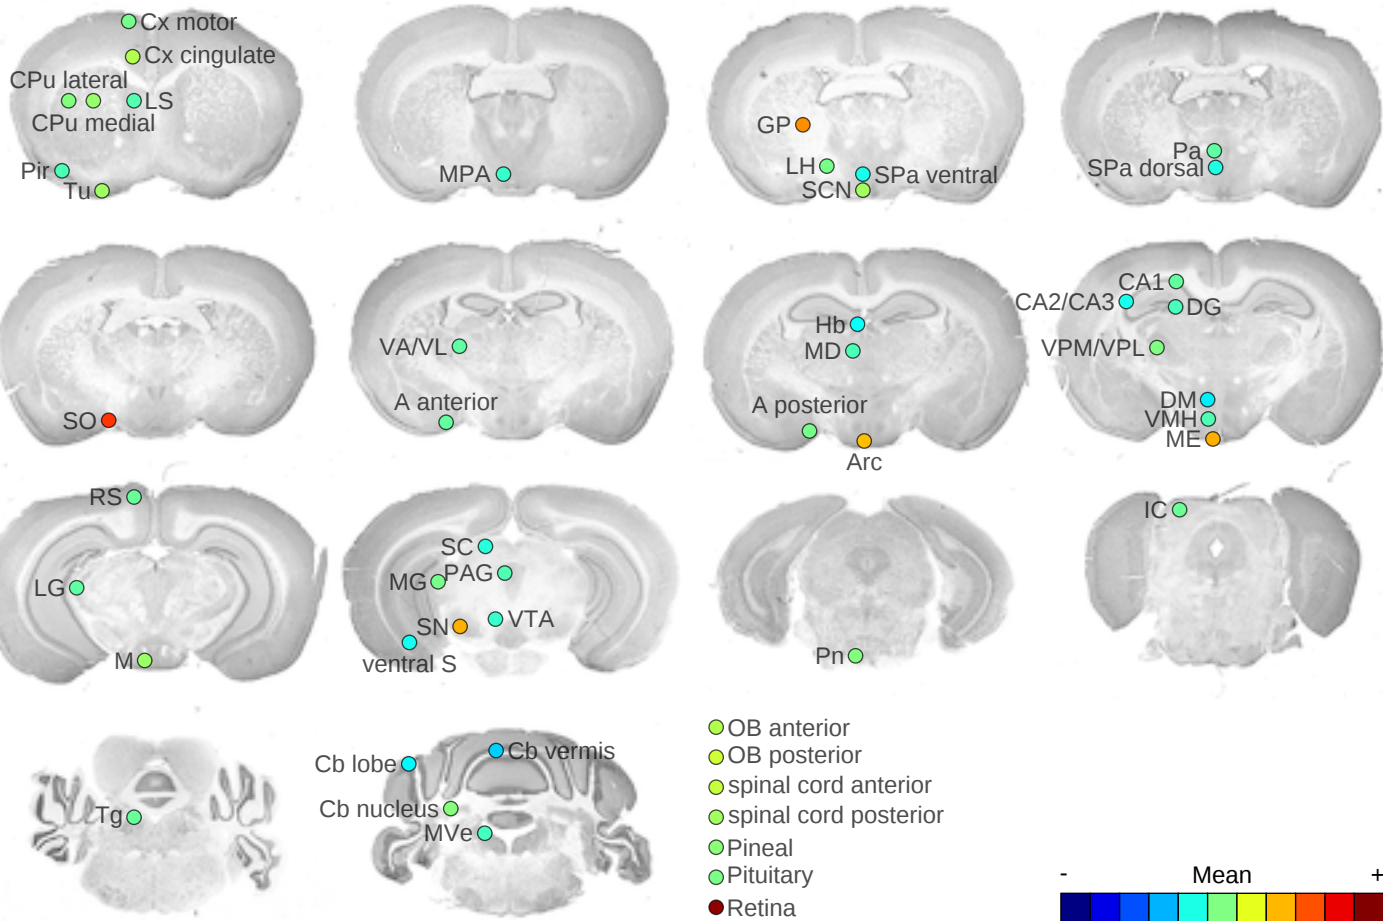 Cx motor
Cx cingulate
CPu lateral
LS
CPu medial
Pir
Tu
MPA
GP
LH
SPa ventral
SCN
Pa
SPa dorsal
SO
VA/VL
A anterior
Hb
MD
A posterior
Arc
CA1
CA2/CA3
DG
VPM/VPL
DM
VMH
ME
RS
LG
M
SC
MG
PAG
SN
VTA
ventral S
Pn
IC
Tg
Cb lobe
Cb vermis
Cb nucleus
MVe
OB anterior
OB posterior
spinal cord anterior
spinal cord posterior
Pineal
Pituitary
Retina
- Mean +